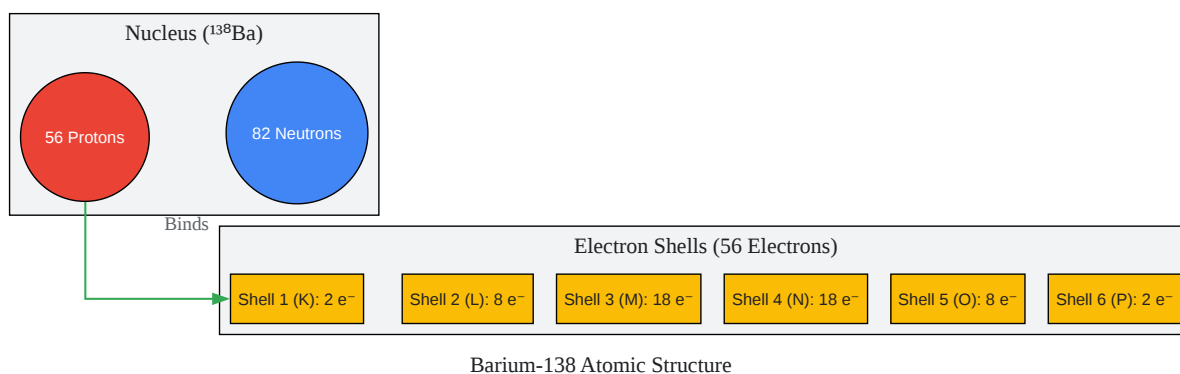 Nucleus (¹³⁸Ba)
56 Protons
82 Neutrons
Binds
Electron Shells (56 Electrons)
Shell 1 (K): 2 e⁻
Shell 2 (L): 8 e⁻
Shell 3 (M): 18 e⁻
Shell 4 (N): 18 e⁻
Shell 5 (O): 8 e⁻
Shell 6 (P): 2 e⁻
Barium-138 Atomic Structure